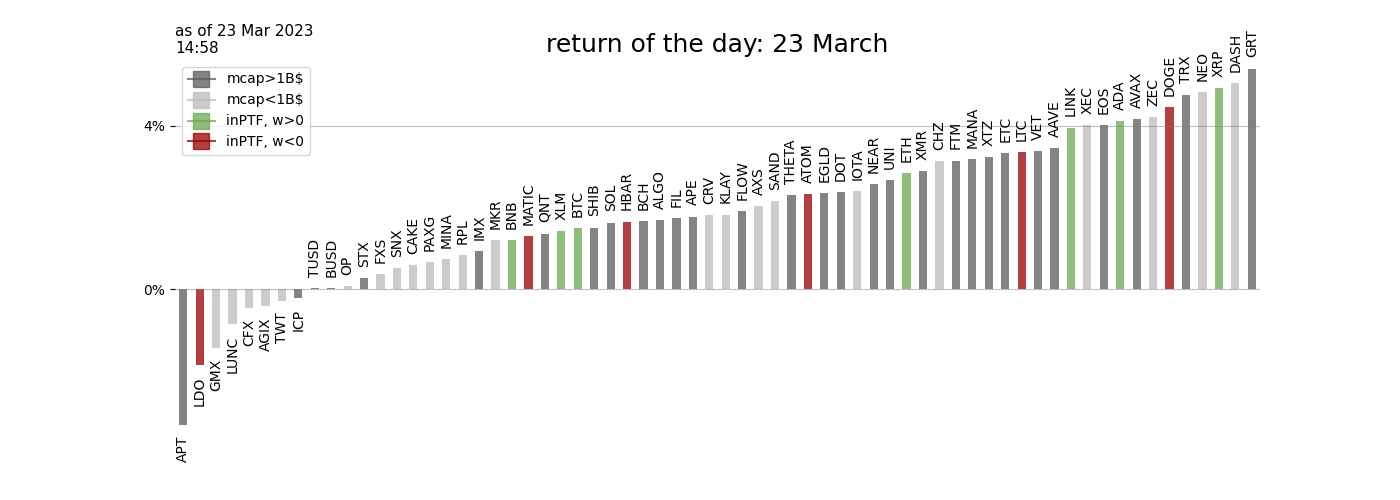 as of 23 Mar 2023
14:58
return of the day: 23 March
mcap>1B$
mcap<1B$
inPTF, w>0
inPTF, w<0
4%
0%
APT
LDO
GMX
LUNC
CFX
AGIX
TWT
ICP
TUSD
BUSD
OP
STX
FXS
SNX
CAKE
PAXG
MINA
RPL
IMX
MKR
BNB
MATIC
QNT
XLM
BTC
SHIB
SOL
HBAR
BCH
ALGO
FIL
APE
CRV
KLAY
FLOW
AXS
SAND
THETA
ATOM
EGLD
DOT
IOTA
NEAR
UNI
ETH
XMR
CHZ
FTM
MANA
XTZ
ETC
LTC
VET
AAVE
LINK
XEC
EOS
ADA
AVAX
ZEC
DOGE
TRX
NEO
XRP
DASH
GRT